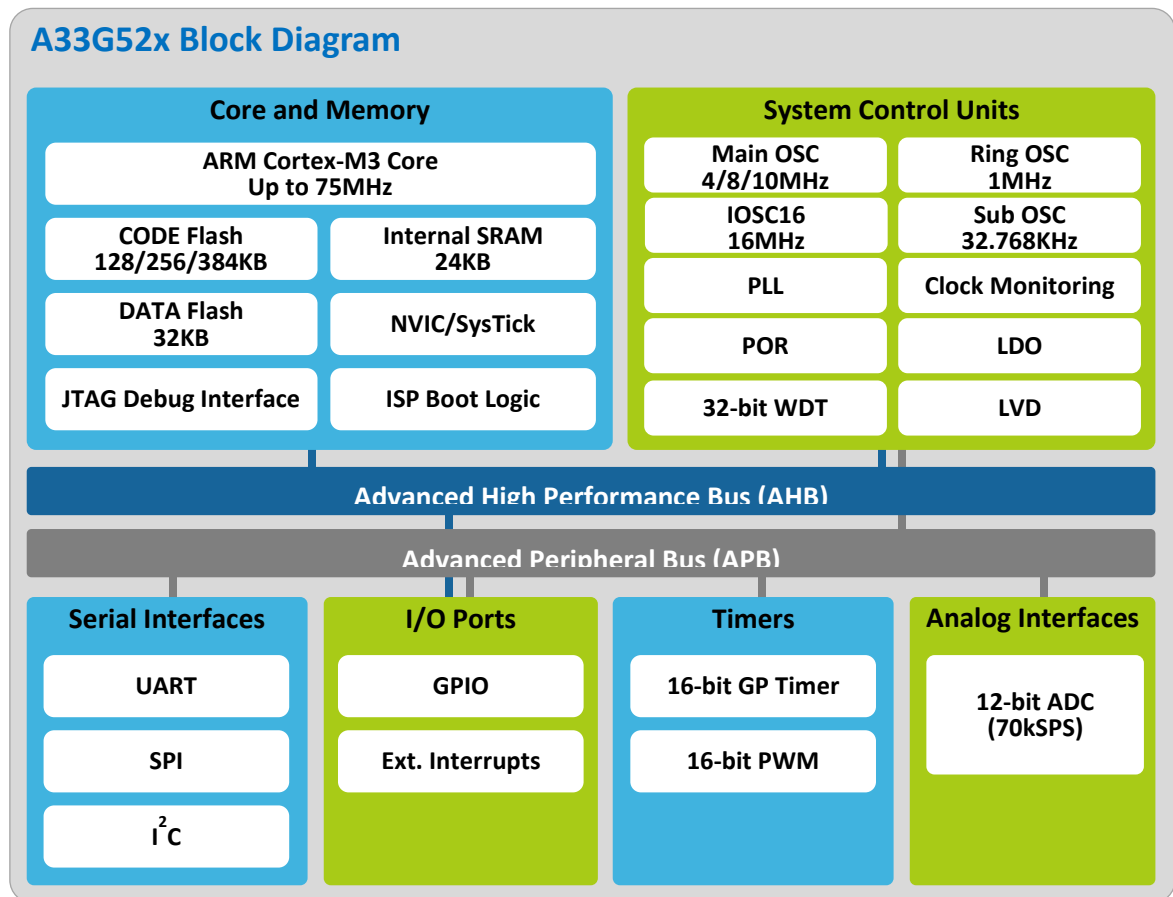 A33G52x Block Diagram
Core and Memory
ARM Cortex-M3 Core
Up to 75MHz
CODE Flash
128/256/384KB
Internal SRAM
24KB
DATA Flash
32KB
NVIC/SysTick
JTAG Debug Interface
ISP Boot Logic
System Control Units
Main OSC
4/8/10MHz
Ring OSC
1MHz
IOSC16
16MHz
Sub OSC
32.768KHz
PLL
Clock Monitoring
POR
LDO
32-bit WDT
LVD
Advanced High Performance Bus (AHB)
Advanced Peripheral Bus (APB)
Serial Interfaces
UART
SPI
I²C
I/O Ports
GPIO
Ext. Interrupts
Timers
16-bit GP Timer
16-bit PWM
Analog Interfaces
12-bit ADC
(70kSPS)